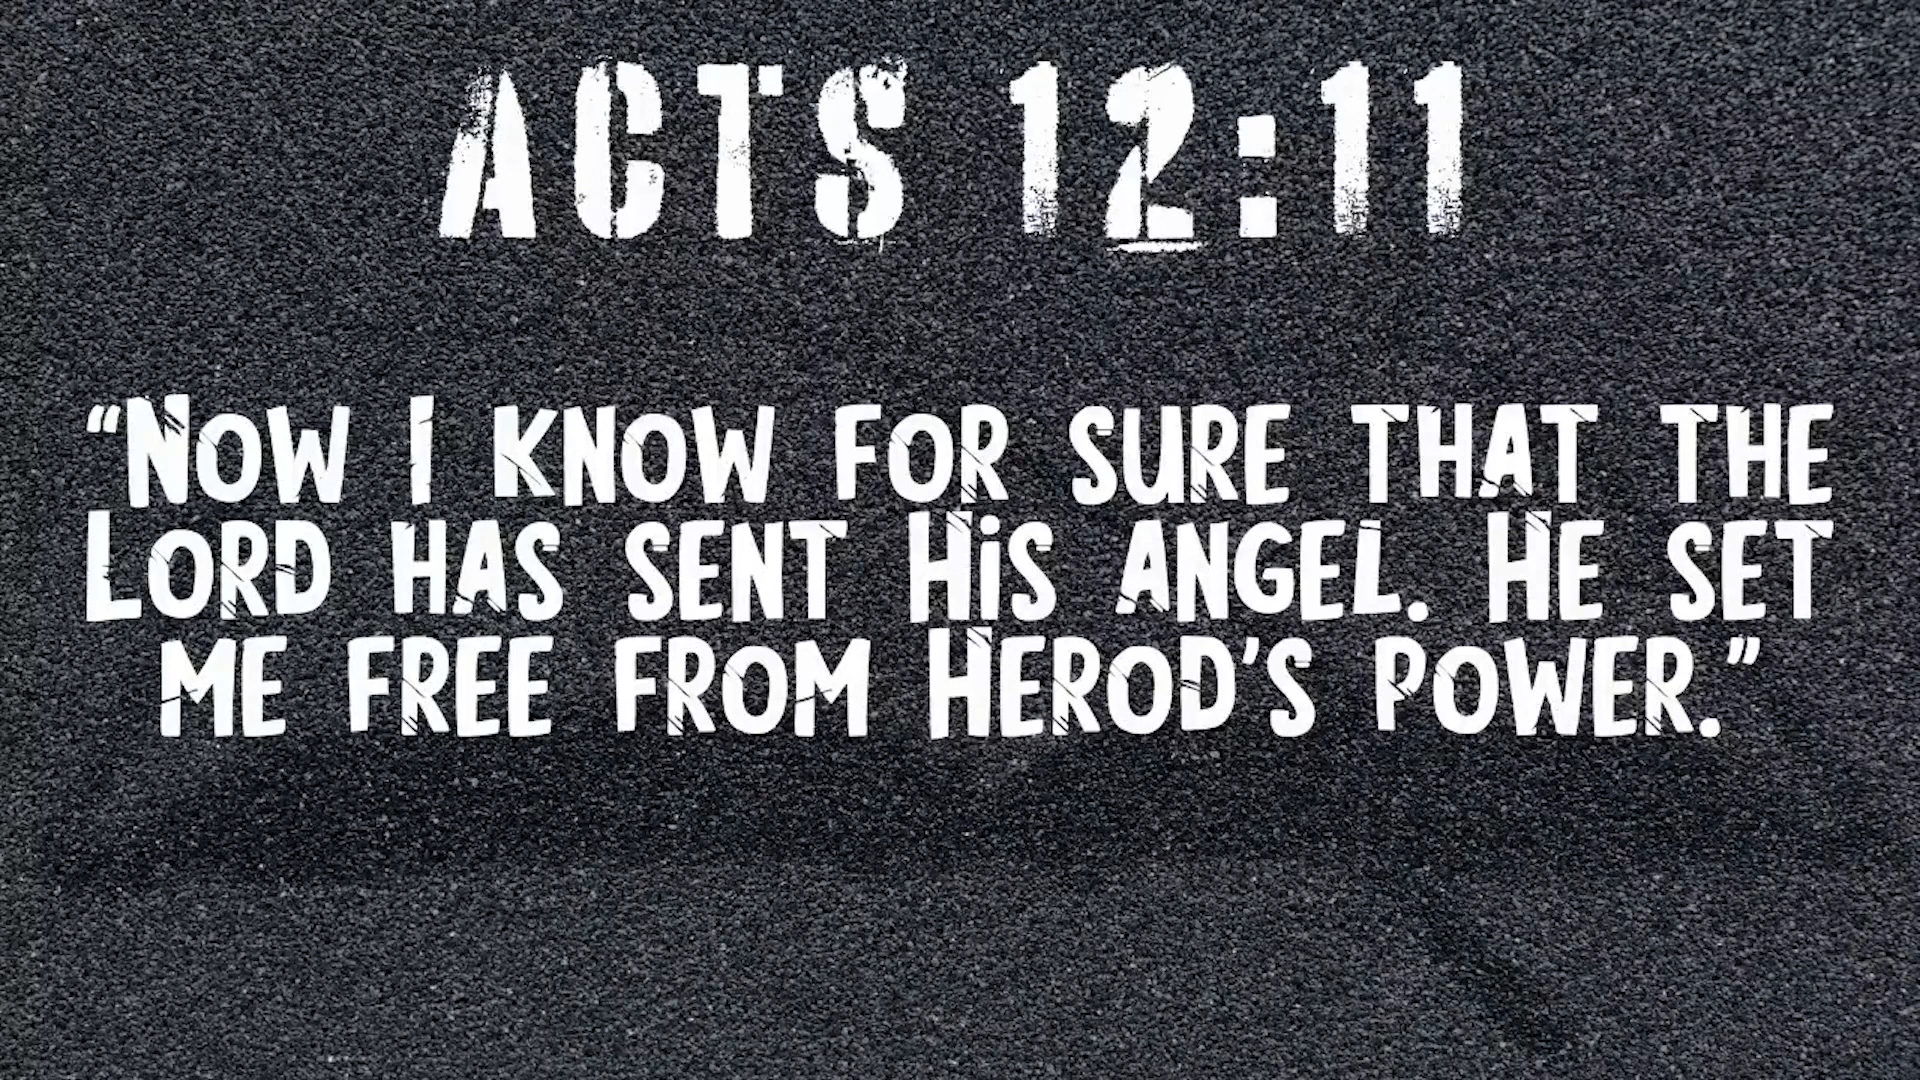 ACTS 12:11
“Now I know for sure that the
Lord has sent His angel. He set
me free from Herod’s power.”